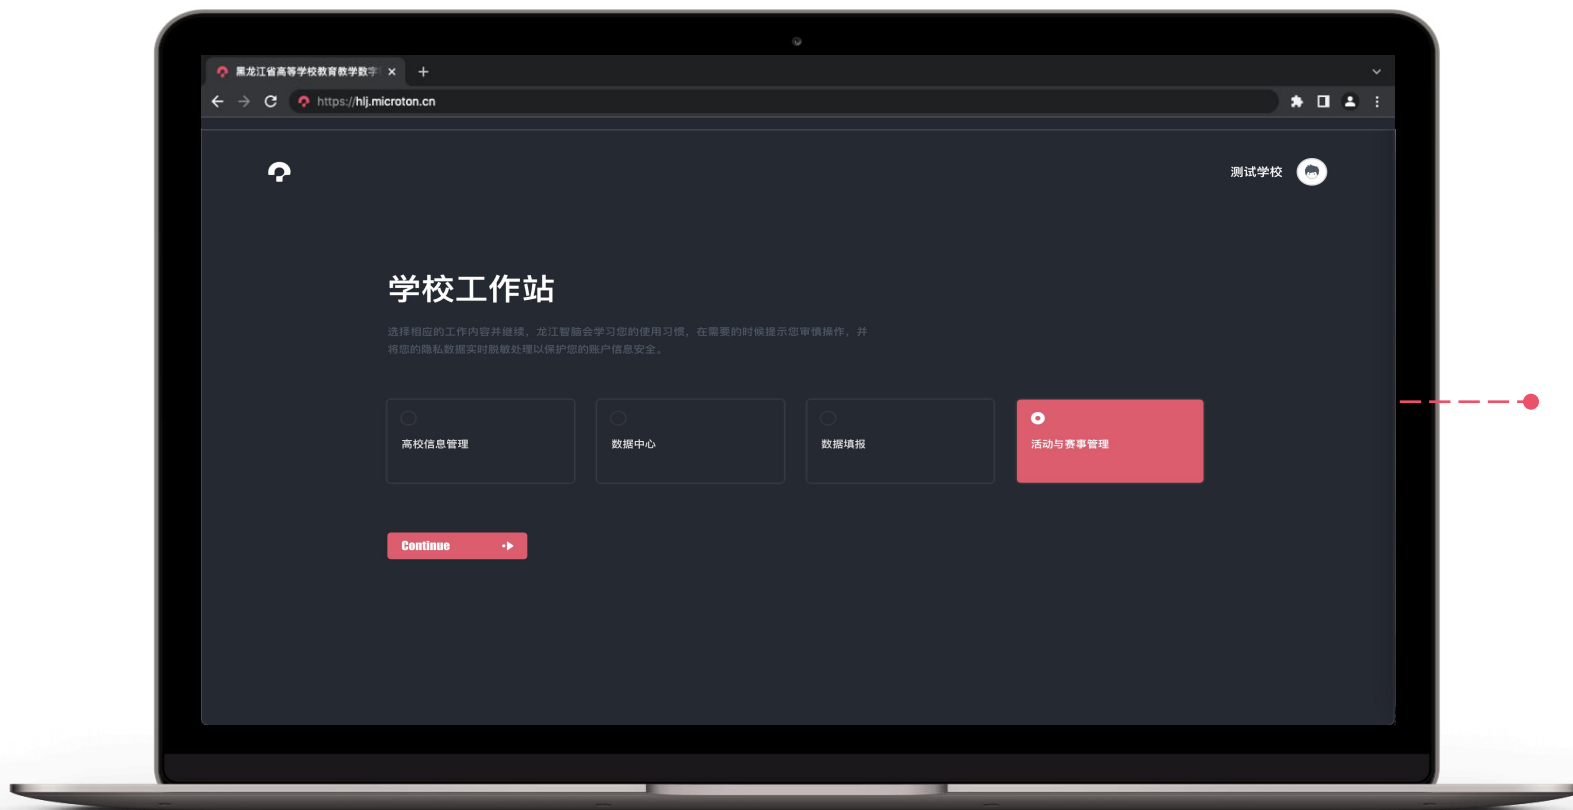 黑龙江省高等学校教育教学数字
https://hlj.microton.cn
测试学校
学校工作站
选择相应的工作内容并继续，龙江智脑会学习您的使用习惯，在需要的时候提示您审慎操作，并
将您的隐私数据实时脱敏处理以保护您的账户信息安全。
高校信息管理
数据中心
数据填报
活动与赛事管理
Continue